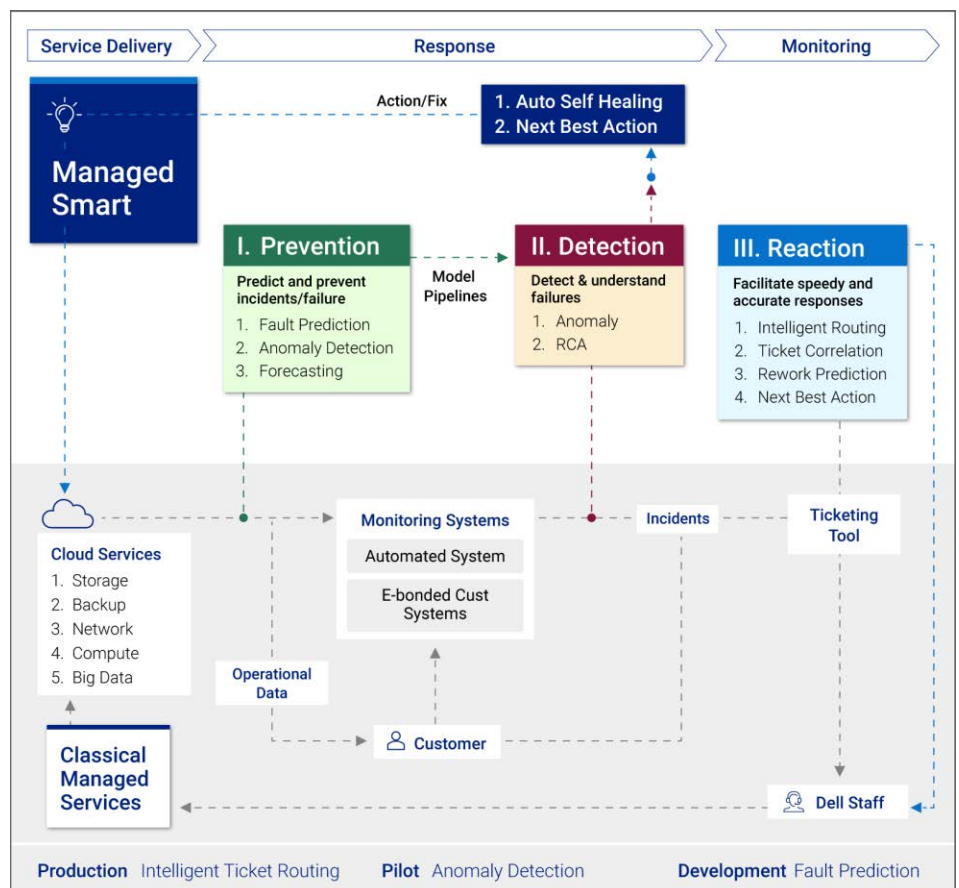 Service Delivery
Response
Monitoring
Managed
Smart
Action/Fix
1. Auto Self Healing
2. Next Best Action
I. Prevention
Predict and prevent
incidents/failure
1. Fault Prediction
2. Anomaly Detection
3. Forecasting
Model
Pipelines
II. Detection
Detect & understand
failures
1. Anomaly
2. RCA
III. Reaction
Facilitate speedy and
accurate responses
1. Intelligent Routing
2. Ticket Correlation
3. Rework Prediction
4. Next Best Action
Cloud Services
1. Storage
2. Backup
3. Network
4. Compute
5. Big Data
Monitoring Systems
Automated System
E-bonded Cust
Systems
Incidents
Ticketing
Tool
Operational
Data
Customer
Classical
Managed
Services
Dell Staff
Production Intelligent Ticket Routing
Pilot Anomaly Detection
Development Fault Prediction